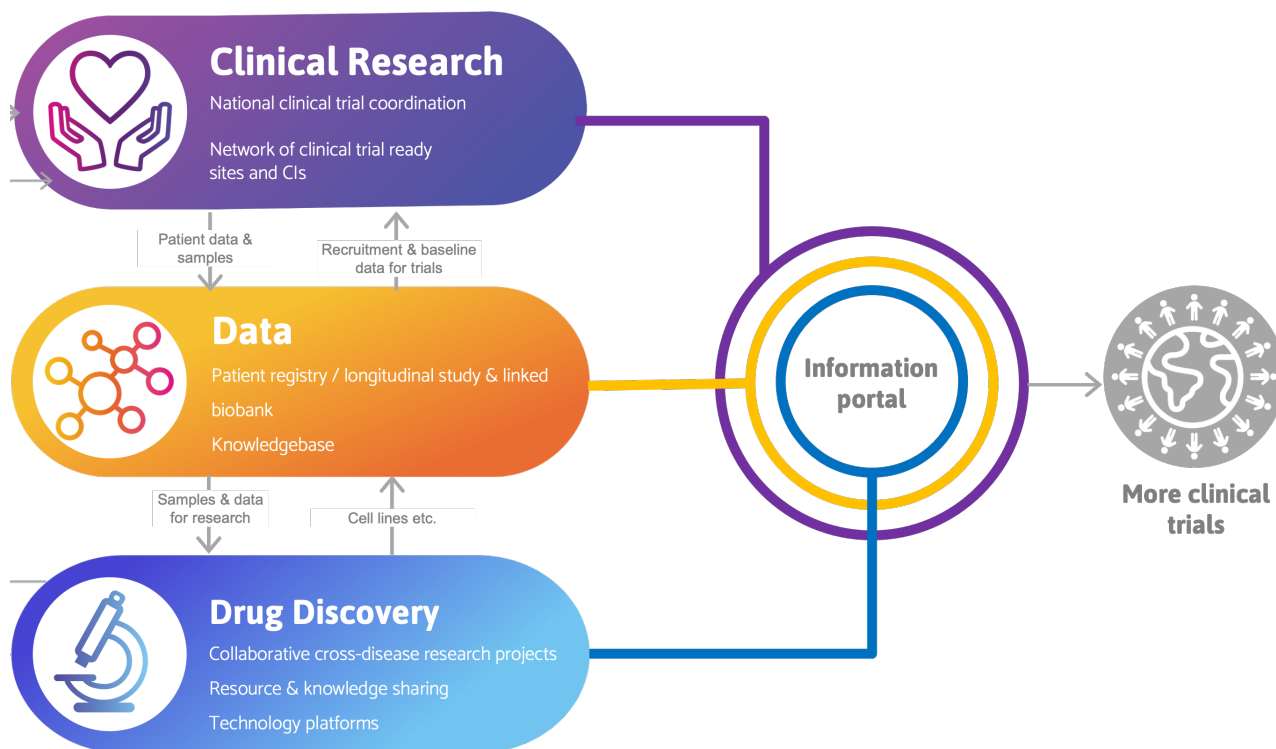 Clinical Research
National clinical trial coordination
Network of clinical trial ready
sites and CIs
Patient data &
samples
Recruitment & baseline
data for trials
Data
Patient registry / longitudinal study & linked
biobank
Knowledgebase
Samples & data
for research
Cell lines etc.
Drug Discovery
Collaborative cross-disease research projects
Resource & knowledge sharing
Technology platforms
Information
portal
More clinical
trials